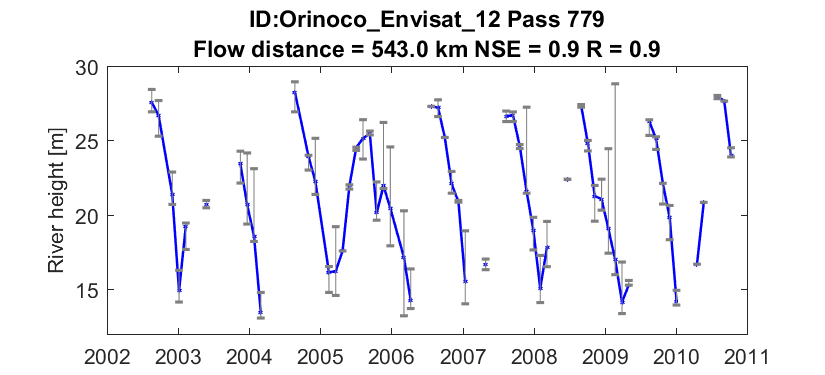 ID:Orinoco_Envisat_12 Pass 779
Flow distance = 543.0 km NSE = 0.9 R = 0.9
River height [m]
30
25
20
15
2002 2003 2004 2005 2006 2007 2008 2009 2010 2011